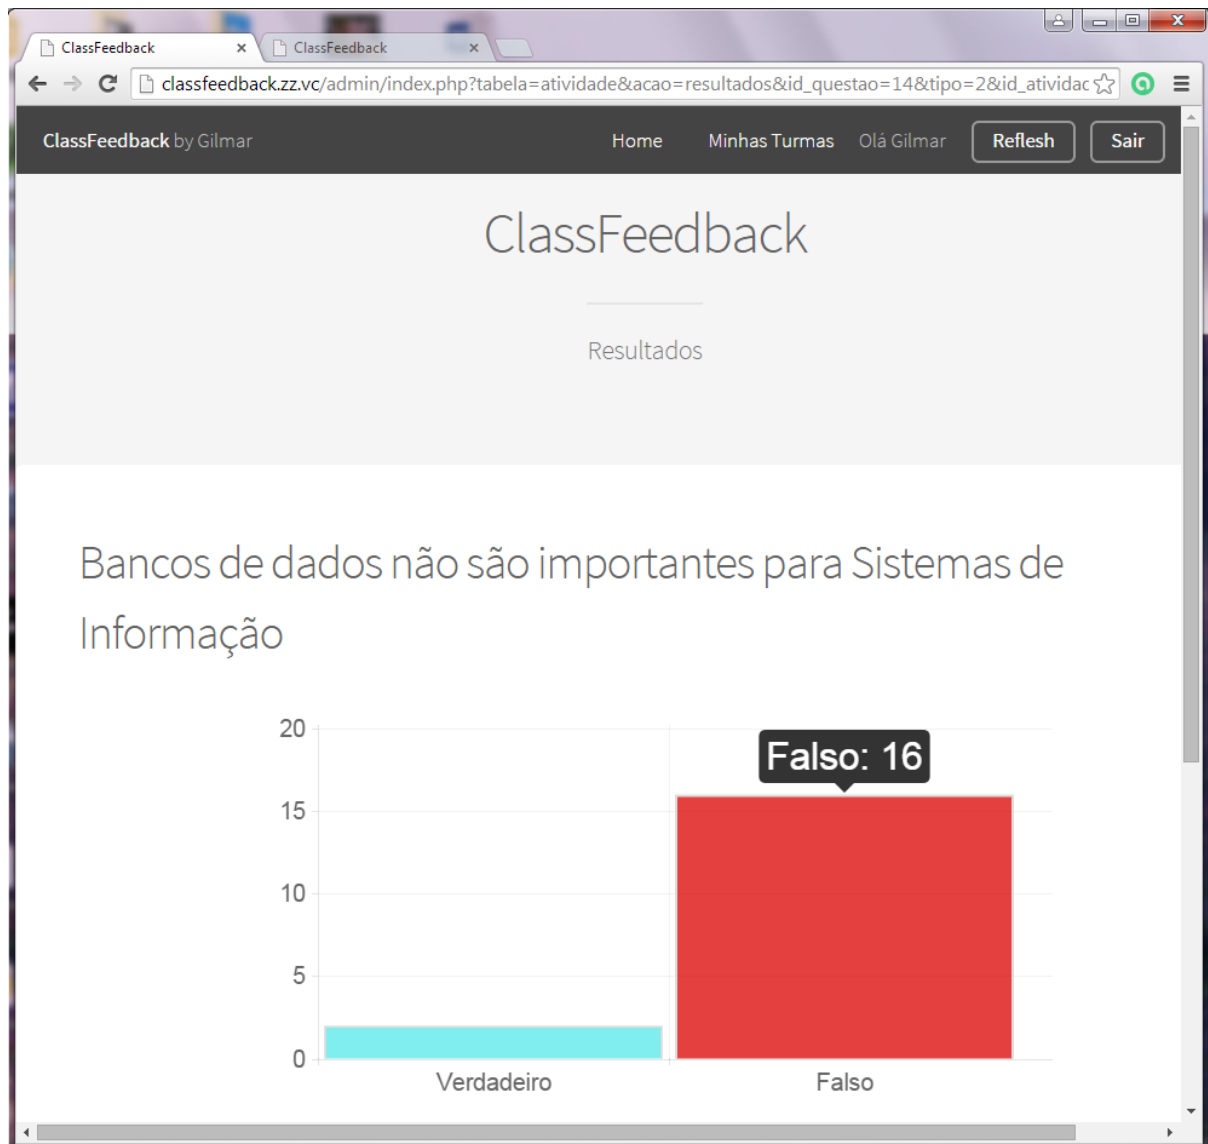 ClassFeedback
ClassFeedback
classfeedback.zz.vc/admin/index.php?tabela=atividade&acao=resultados&id_questao=14&tipo=2&id_atividac
ClassFeedback by Gilmar Home Minhas Turmas Olá Gilmar Reflesh Sair
ClassFeedback
Resultados
Bancos de dados não são importantes para Sistemas de
Informação
20
Falso: 16
15
10
5
0
Verdadeiro Falso